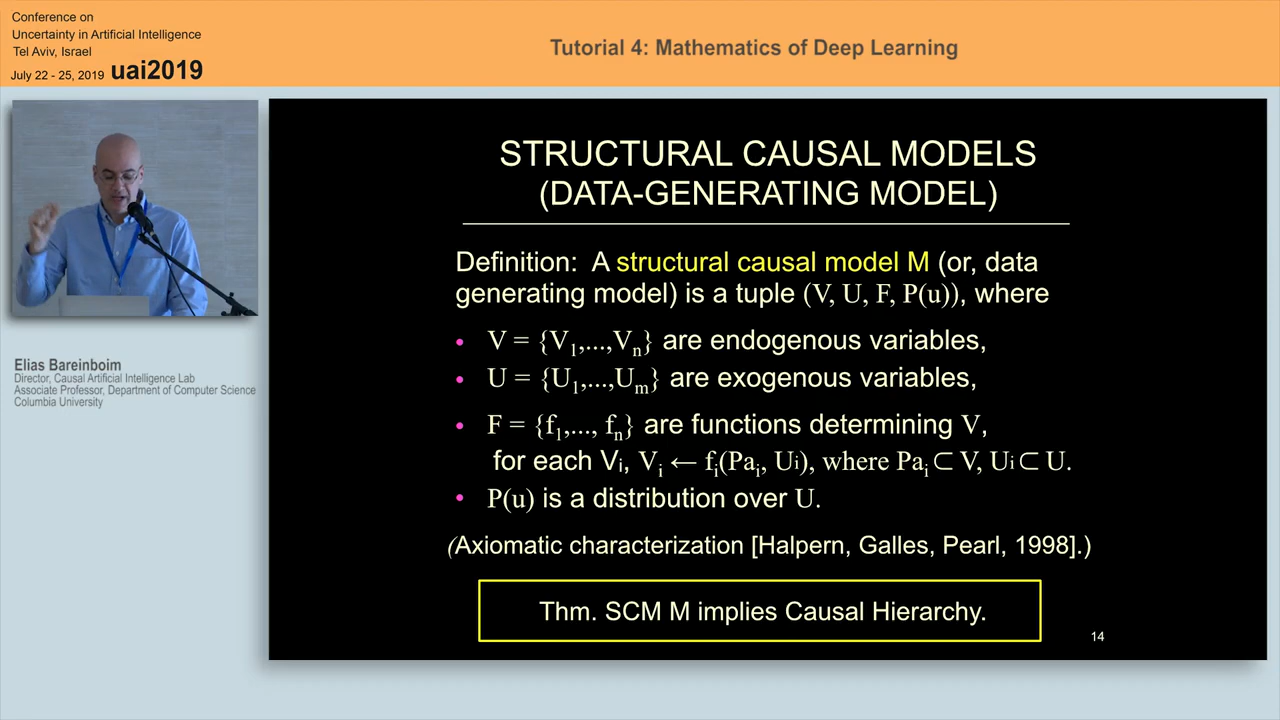 Conference on
Uncertainty in Artificial Intelligence
Tel Aviv, Israel
July 22 - 25, 2019 uai2019
Tutorial 4: Mathematics of Deep Learning
Elias Bareinboim
Director, Causal Artificial Intelligence Lab
Associate Professor, Department of Computer Science
Columbia University
STRUCTURAL CAUSAL MODELS
(DATA-GENERATING MODEL)
Definition: A structural causal model M (or, data
generating model) is a tuple (V, U, F, P(u)), where
• V = {V₁,...,Vₙ} are endogenous variables,
• U = {U₁,...,Uₘ} are exogenous variables,
• F = {f₁,..., fₙ} are functions determining V,
for each Vᵢ, Vᵢ ← fᵢ(Paᵢ, Uᵢ), where Paᵢ ⊂ V, Uᵢ ⊂ U.
• P(u) is a distribution over U.
(Axiomatic characterization [Halpern, Galles, Pearl, 1998].)
Thm. SCM M implies Causal Hierarchy.
14